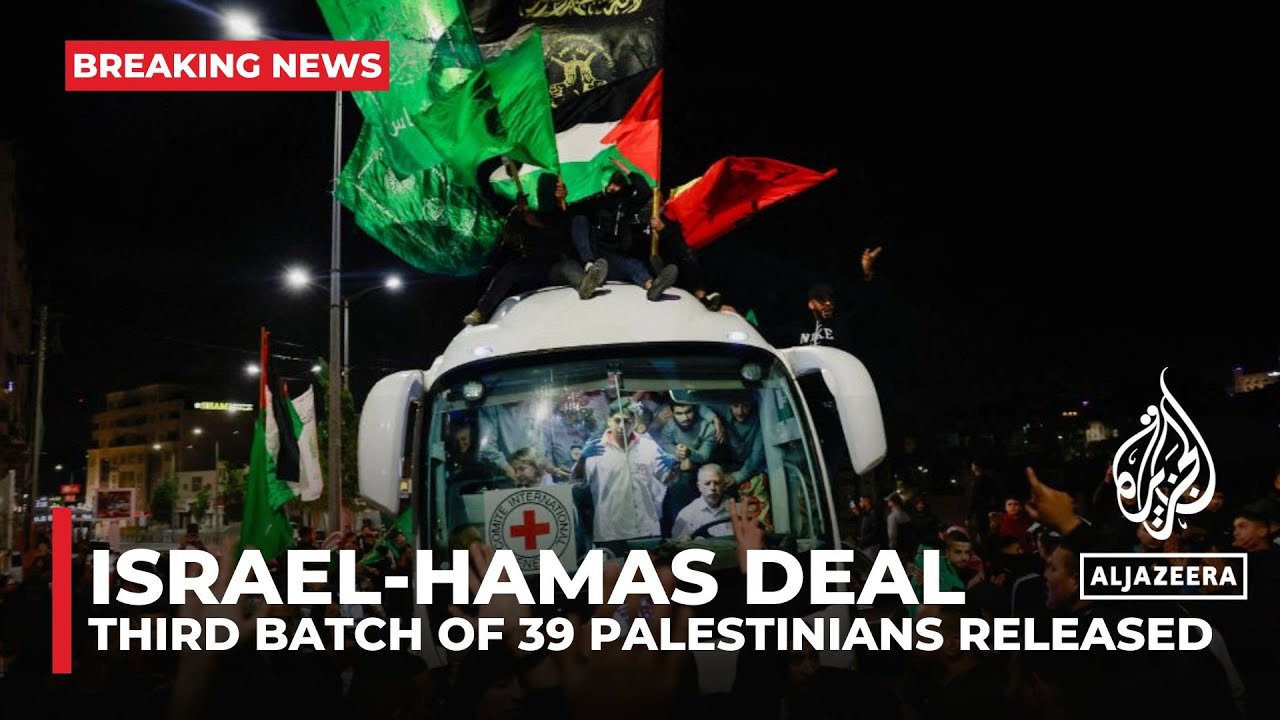 BREAKING NEWS
NIKE
COMITE INTERNATIONAL
الجزيرة
ISRAEL-HAMAS DEAL
ALJAZEERA
THIRD BATCH OF 39 PALESTINIANS RELEASED